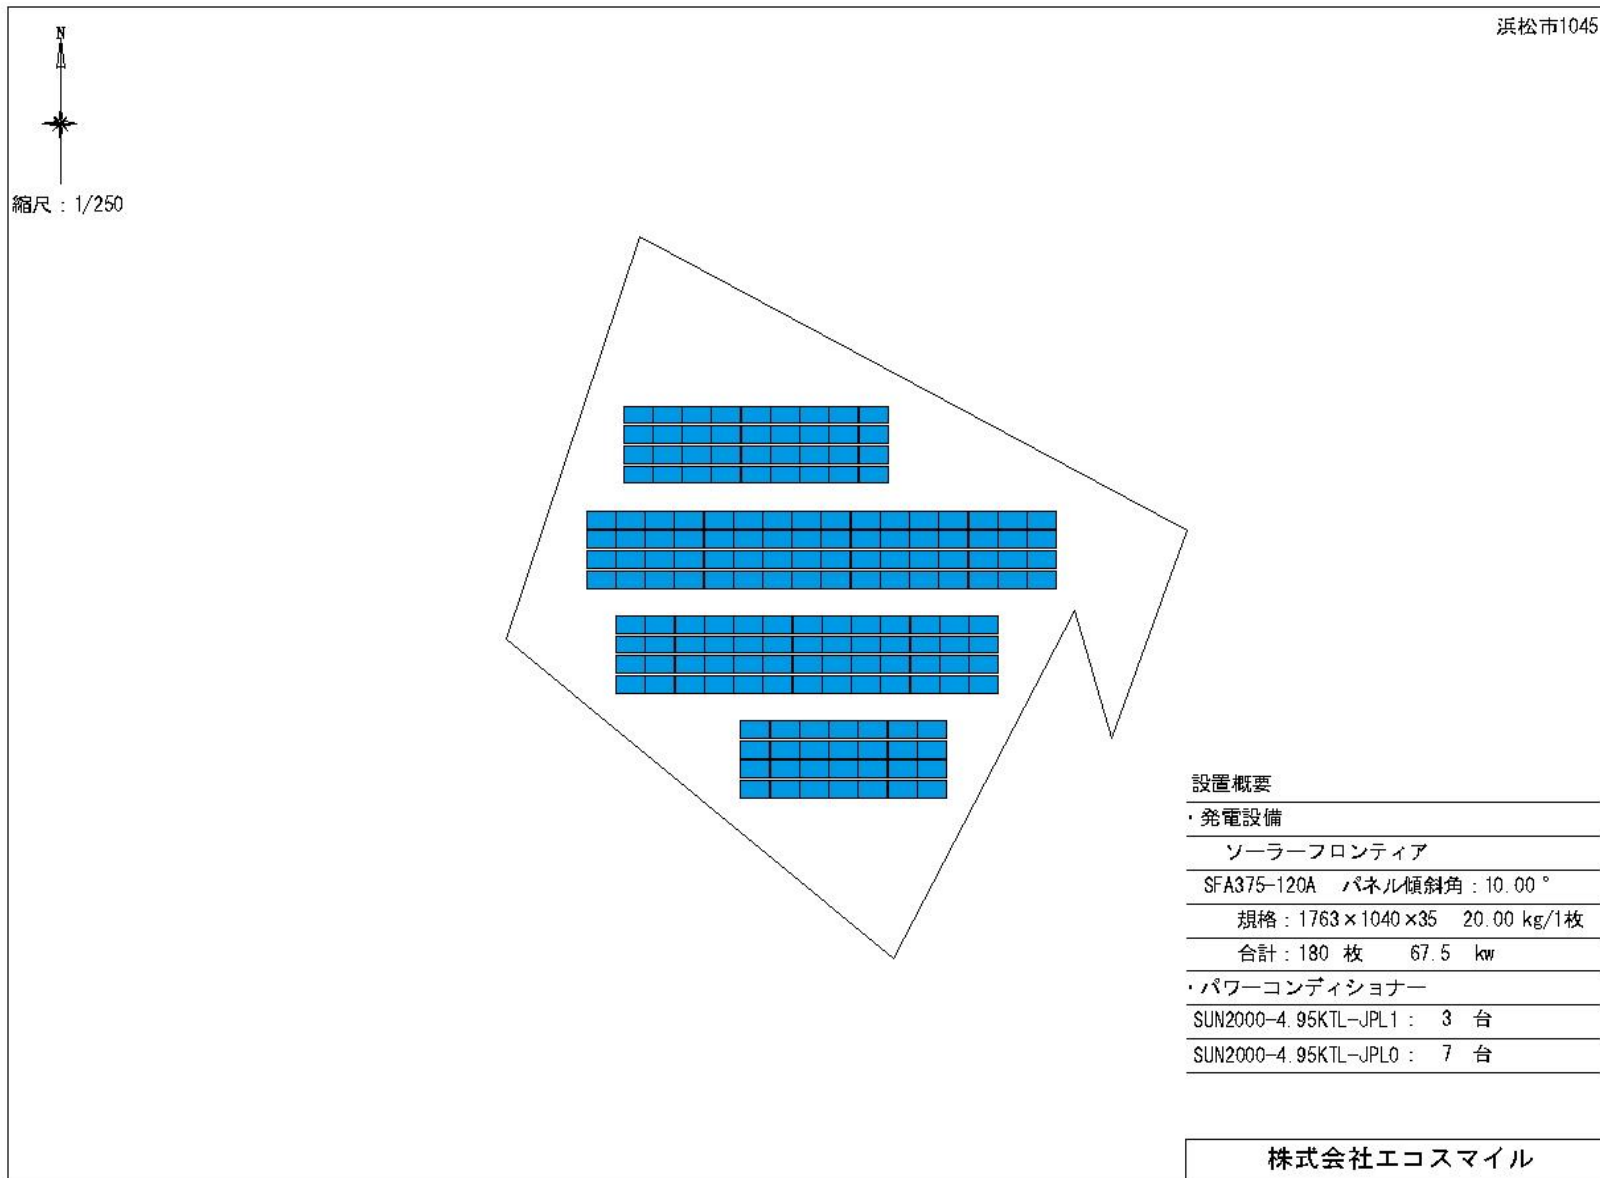 浜松市1045
N
縮尺：1/250
設置概要
・発電設備
ソーラーフロンティア
SFA375-120A　パネル傾斜角：10.00°
規格：1763×1040×35　20.00 kg/1枚
合計：180 枚　67.5 kw
・パワーコンディショナー
SUN2000-4.95KTL-JPL1： 3 台
SUN2000-4.95KTL-JPL0： 7 台
株式会社エコスマイル